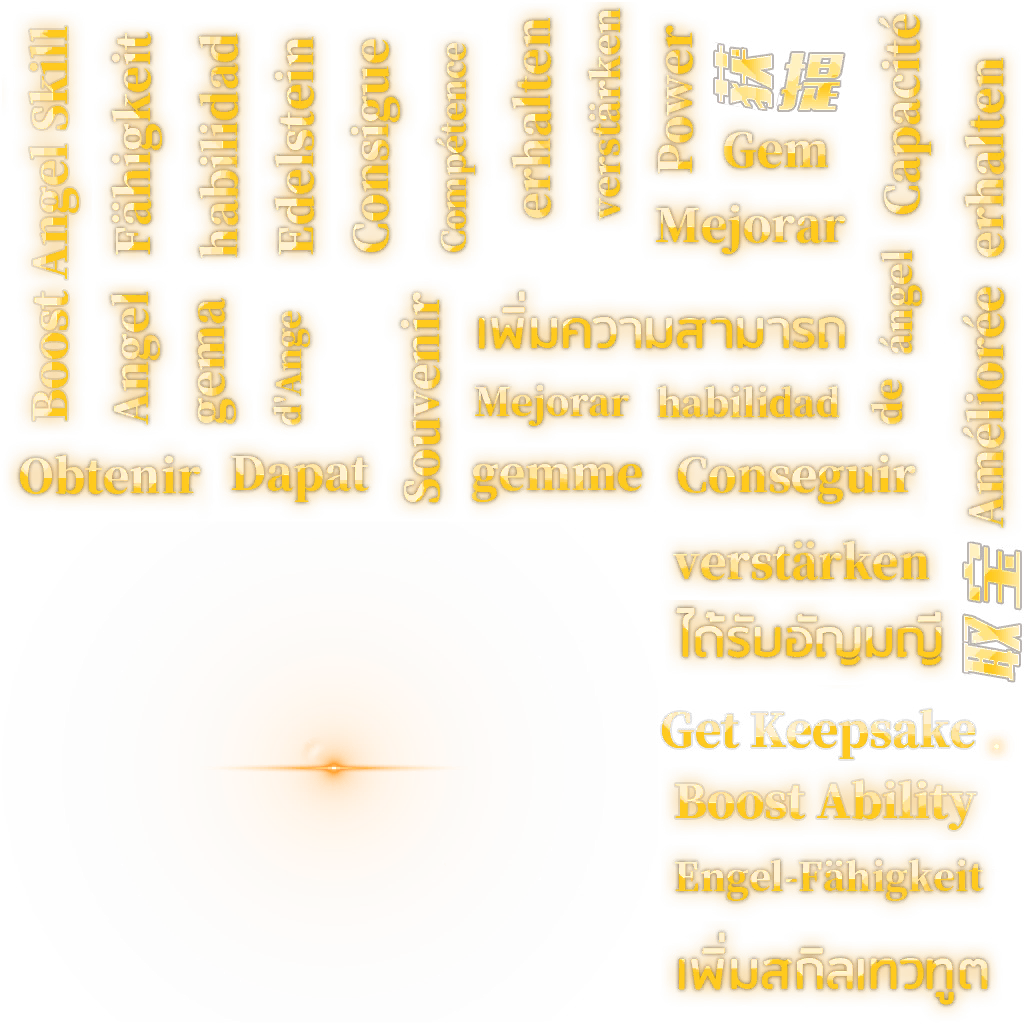 Boost Angel Skill
Fähigkeit
habilidad
Edelstein
Consigue
Compétence
erhalten
verstärken
Power
获提
Gem
Mejorar
Capacité
erhalten
Angel
gema
d'Ange
Souvenir
เพิ่มความสามารถ
Mejorar
habilidad
de ángel
Améliorée
Obtenir
Dapat
gemme
Conseguir
verstärken
ได้รับอัญมณี
取宝
Get Keepsake
Boost Ability
Engel-Fähigkeit
เพิ่มสกิลเทวทูต